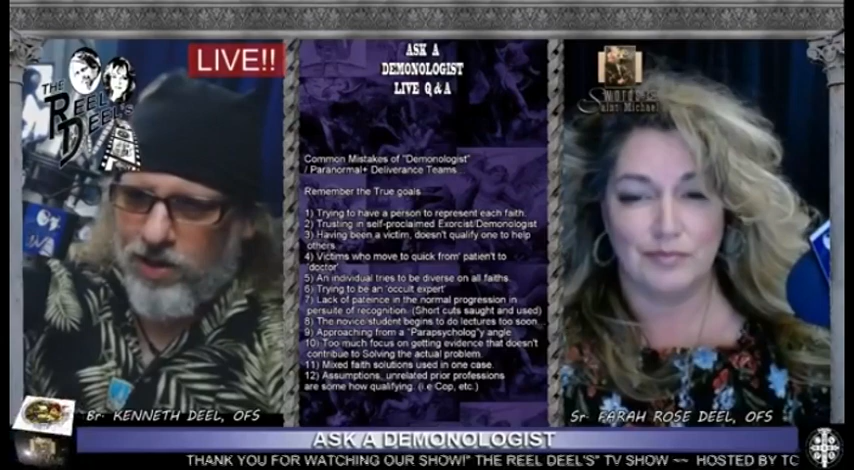 THE
REEL
DEEL'S
LIVE!!
ASK A
DEMONOLOGIST
LIVE Q&A
Common Mistakes of "Demonologist"
/ Paranormal+ Deliverance Teams
Remember the True goals
1) Trying to have a person to represent each faith.
2) Trusting in self-proclaimed Exorcist/Demonologist
3) Having been a victim, doesn't qualify one to help
others.
4) Victims who move to quick from' patien't to
'doctor'
5) An individual tries to be diverse on all faiths.
6) Trying to be an 'occult expert'
7) Lack of pateince in the normal progression in
persuite of recognition. (Short cuts saught and used)
8) The novice student begins to do lectures too soon
9) Approaching from a "Parapsycholog"y angle
10) Too much focus on getting evidence that doesn't
contribute to Solving the actual problem.
11) Mixed faith solutions used in one case.
12) Assumptions, unrelated prior professions
are some how qualifying. (i.e Cop, etc.)
Saint Michael
Br. KENNETH DEEL, OFS
Sr. FARAH ROSE DEEL, OFS
ASK A DEMONOLOGIST
THANK YOU FOR WATCHING OUR SHOW!" THE REEL DEEL'S" TV SHOW ~~ HOSTED BY TC